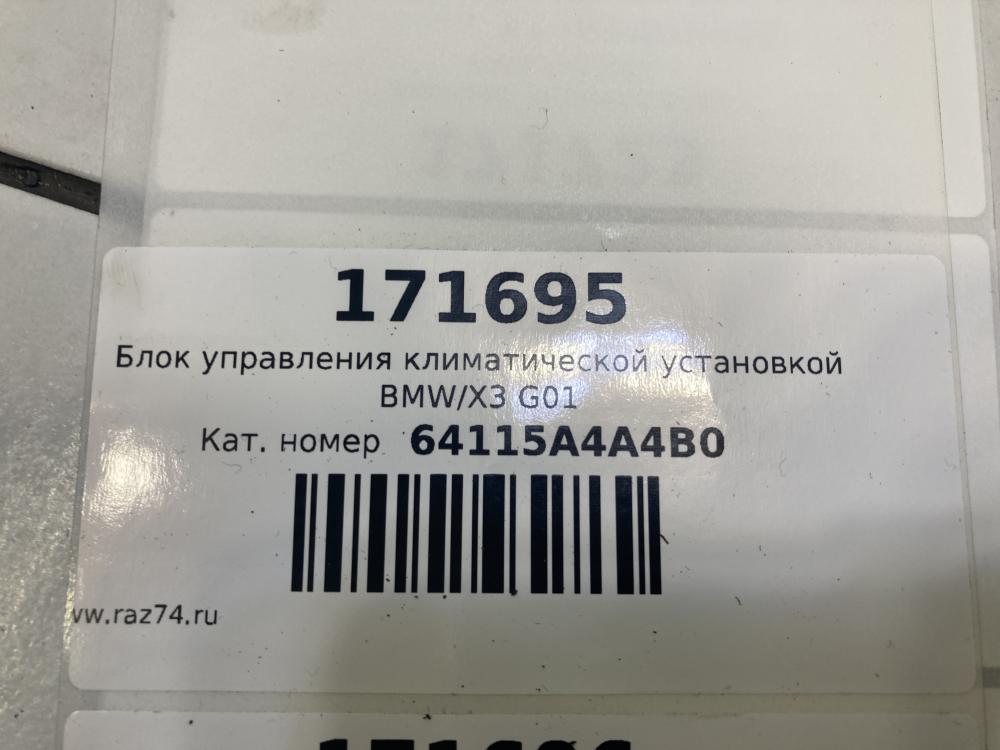 171695
Блок управления климатической установкой
BMW/X3 G01
Кат. номер 64115A4A4B0
vw.raz74.ru